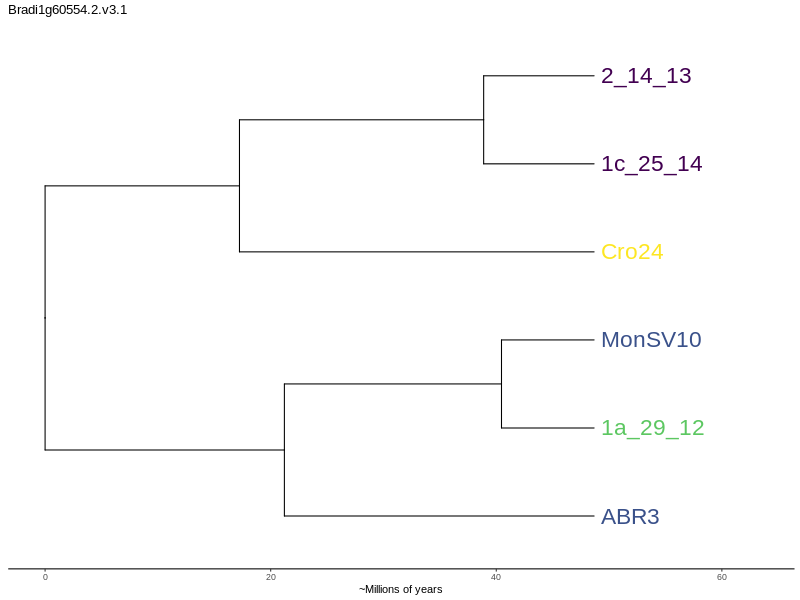 Bradi1g60554.2.v3.1
2_14_13
1c_25_14
Cro24
MonSV10
1a_29_12
ABR3
0 20 40 60
~Millions of years